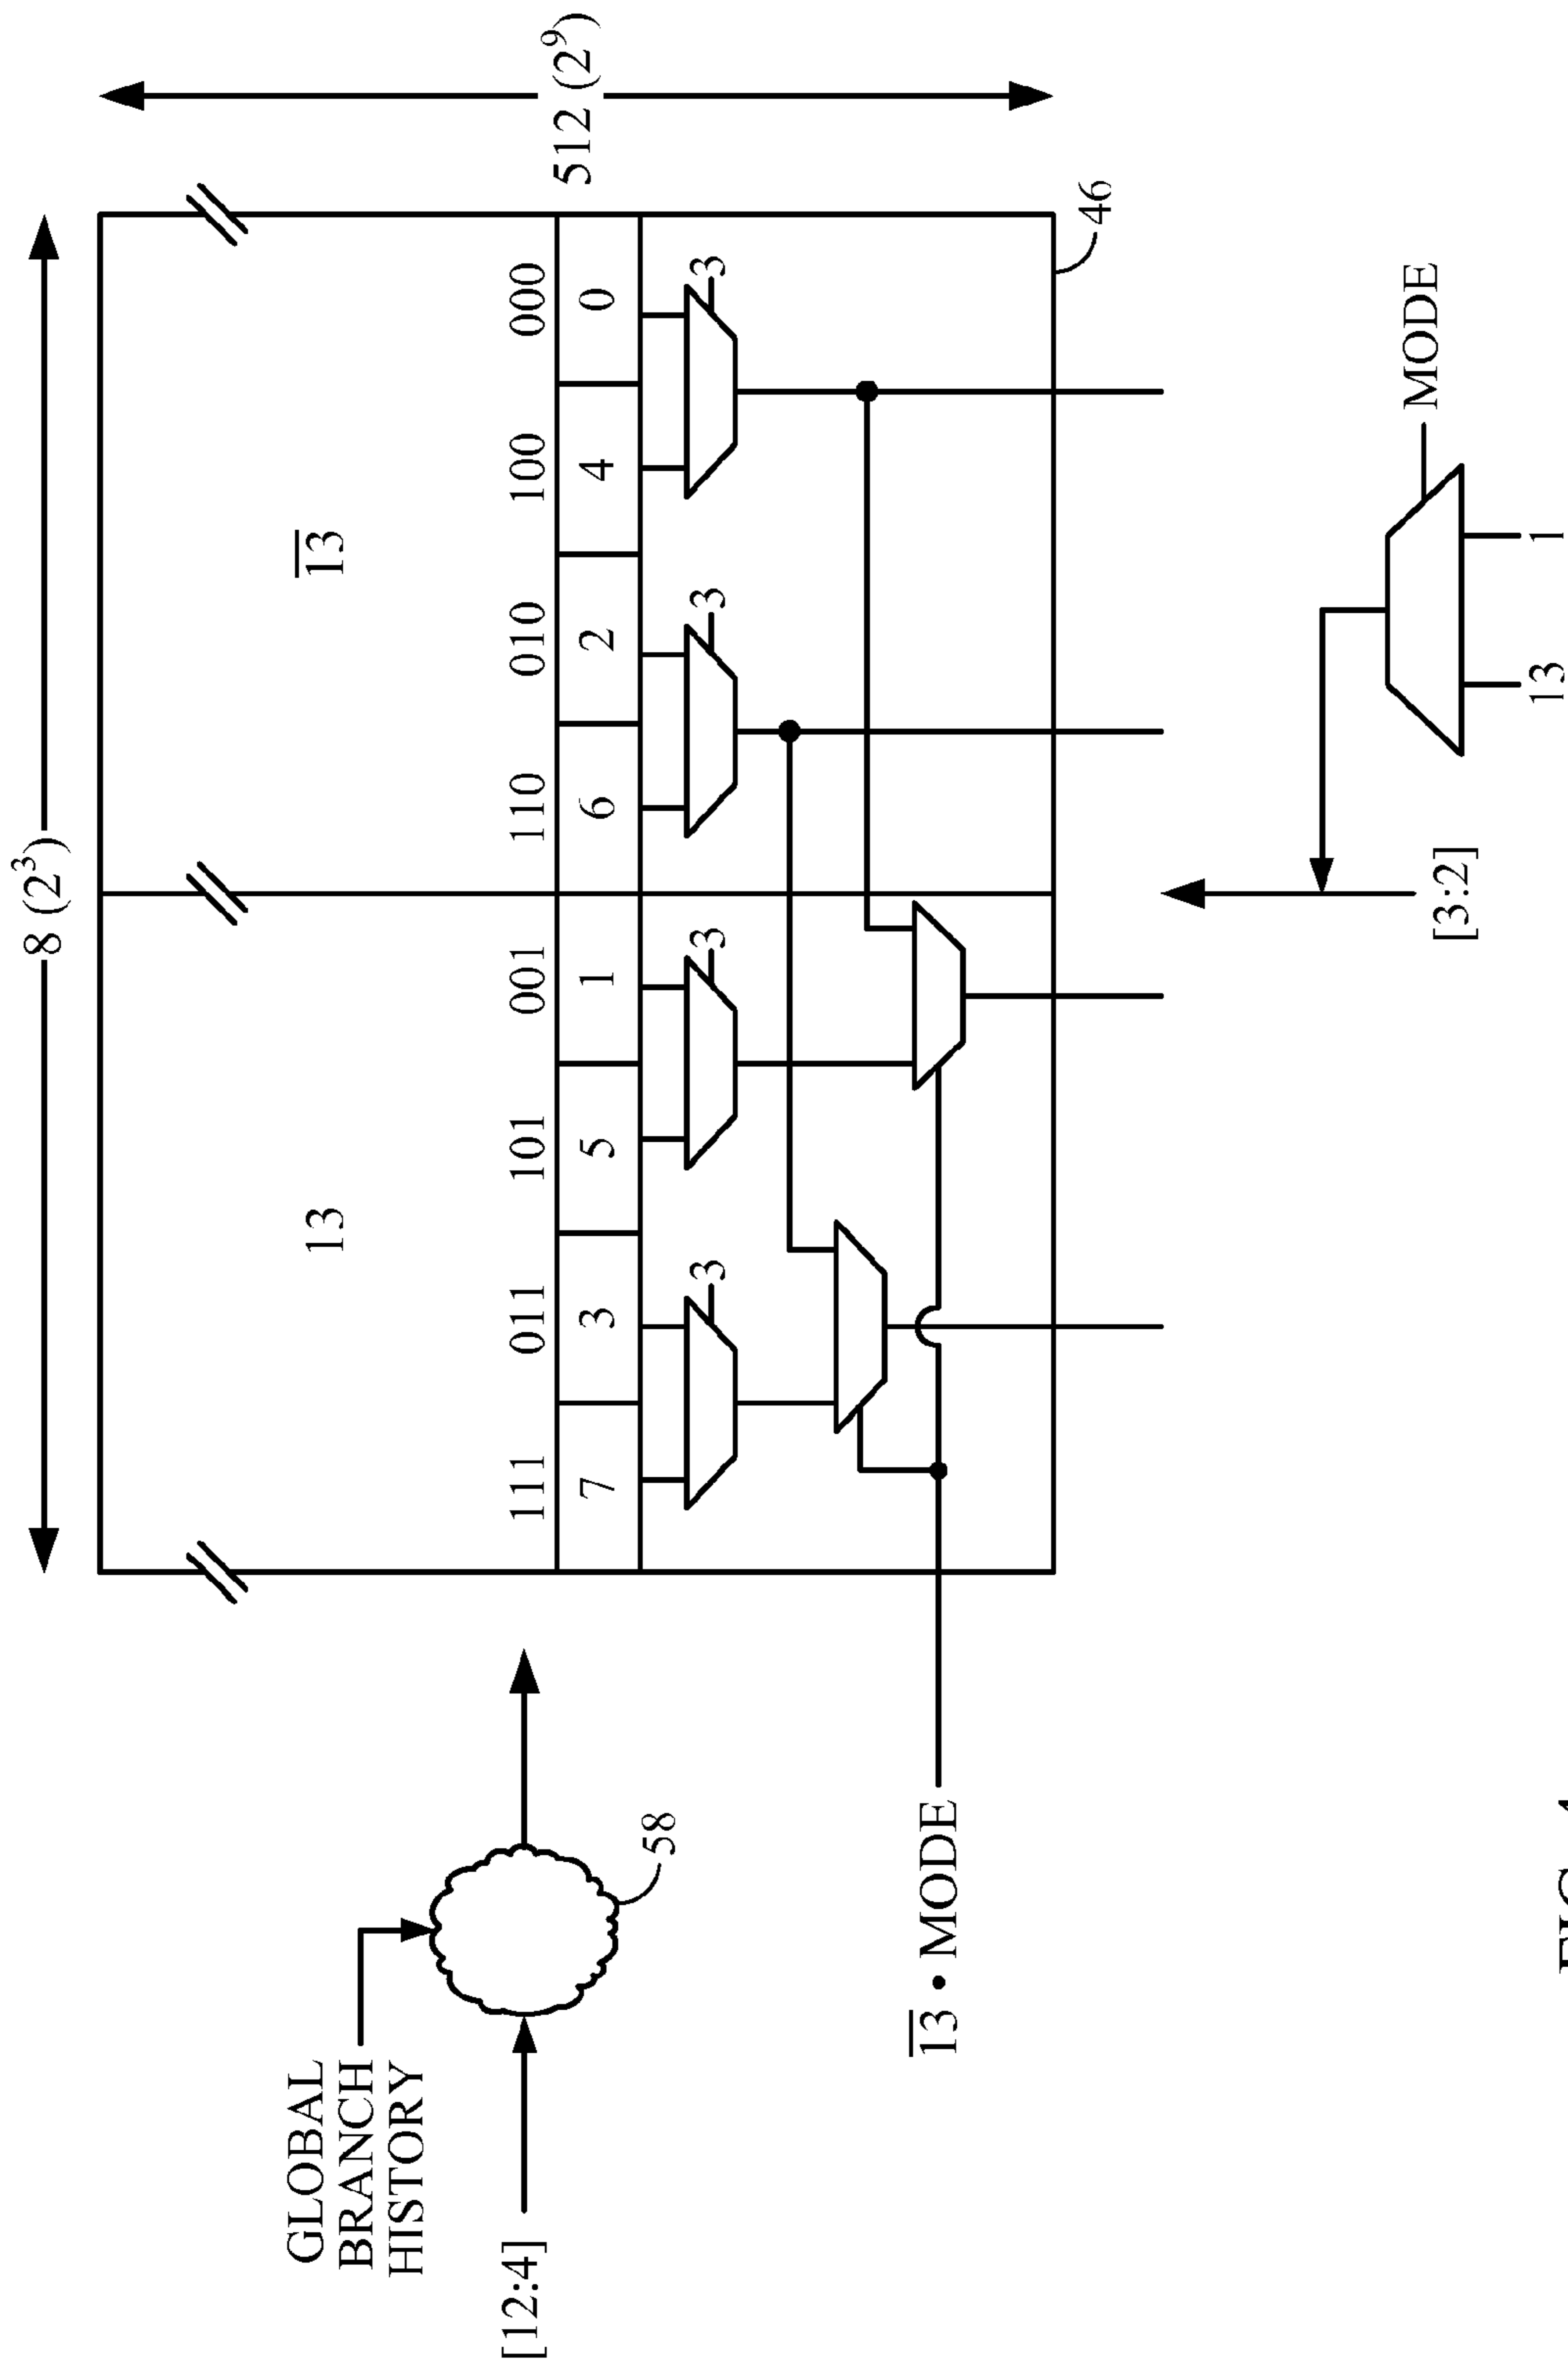 8 (2³)
512 (2⁹)
13
1̅3̅
111 011 101 001 110 010 100 000
7 3 5 1 6 2 4 0
3 3 3 3
GLOBAL
BRANCH
HISTORY
[12:4]
58
1̅3̅ • MODE
46
[3:2]
MODE
13 1